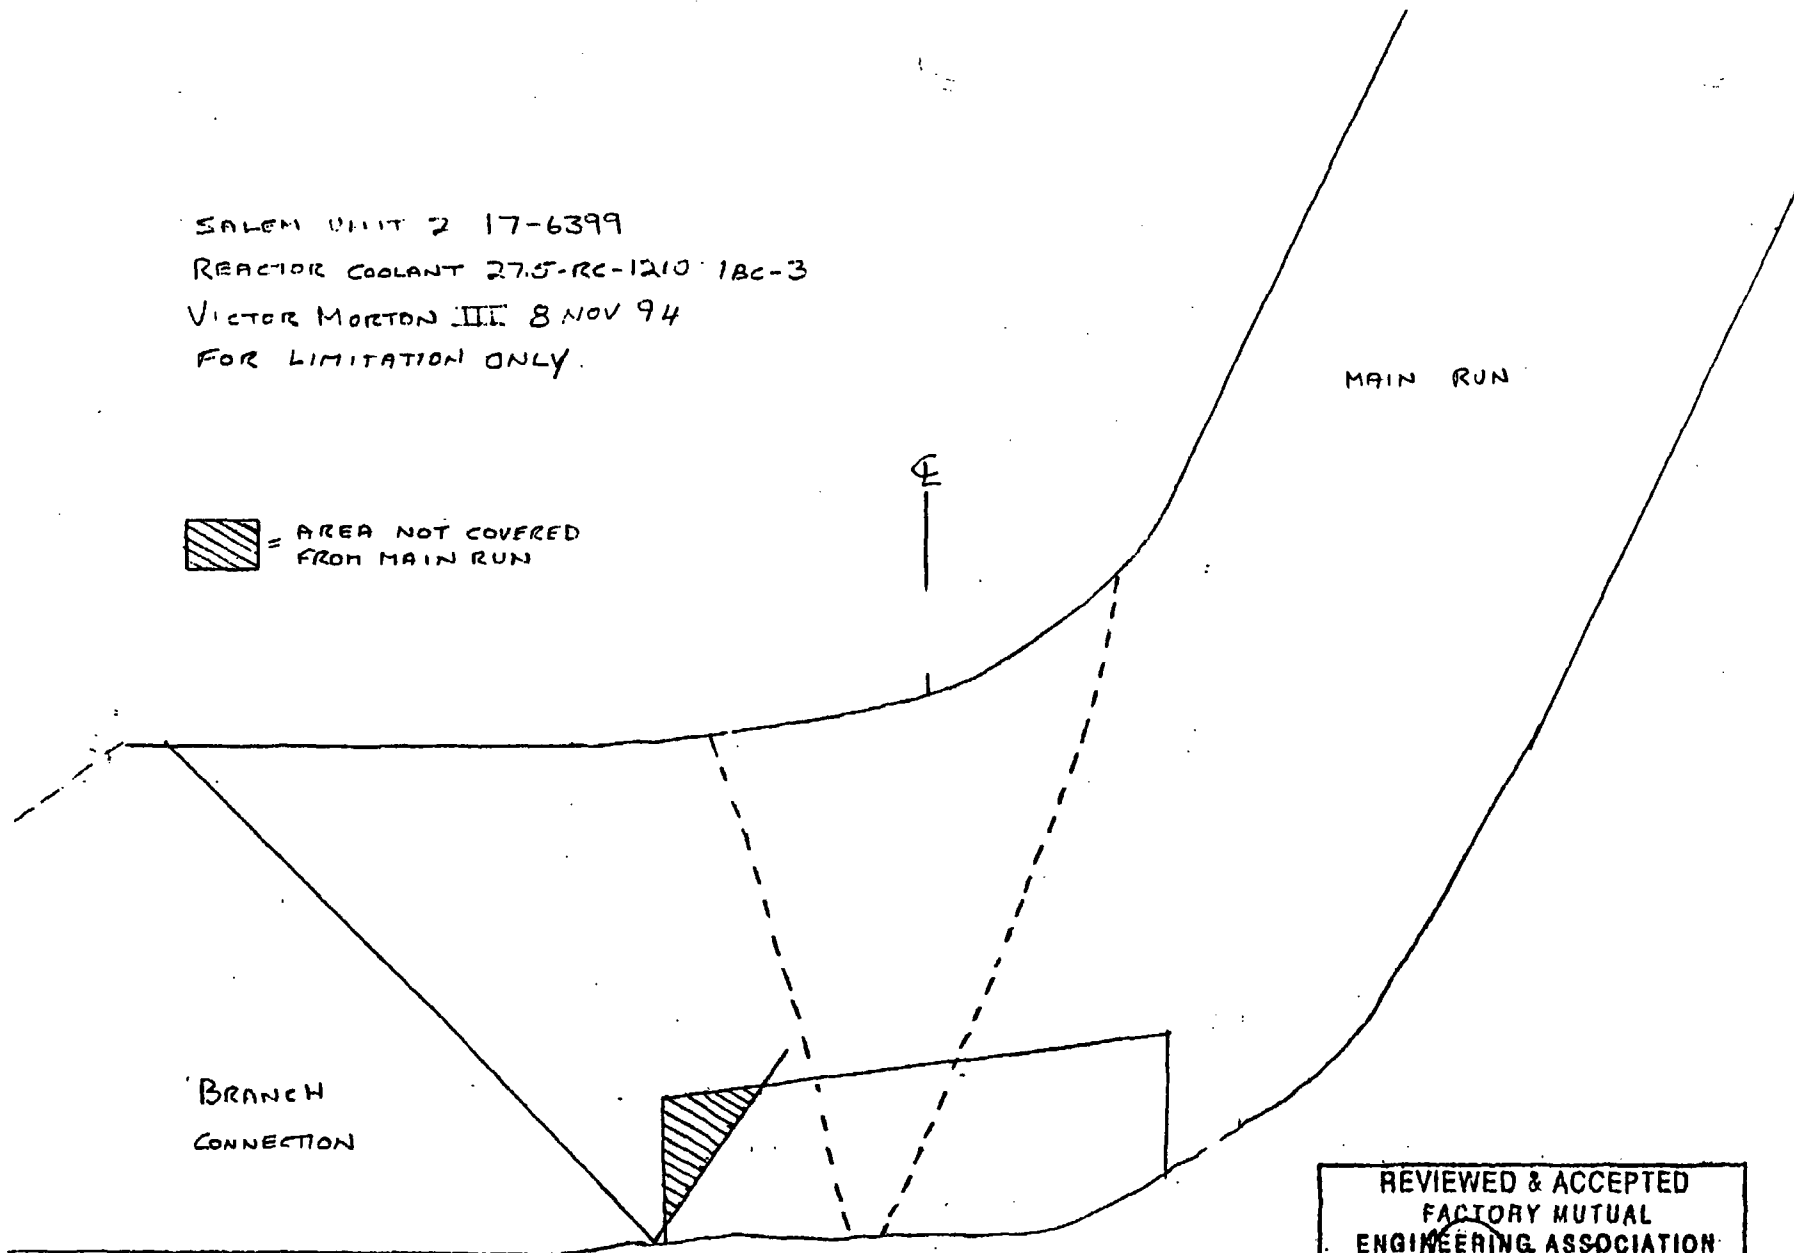 SALEM UNIT 2 17-6399
REACTOR COOLANT 27.5-RC-1210 1BC-3
VICTOR MORTON III 8 NOV 94
FOR LIMITATION ONLY.
MAIN RUN
℄
= AREA NOT COVERED
FROM MAIN RUN
BRANCH
CONNECTION
REVIEWED & ACCEPTED
FACTORY MUTUAL
ENGINEERING ASSOCIATION